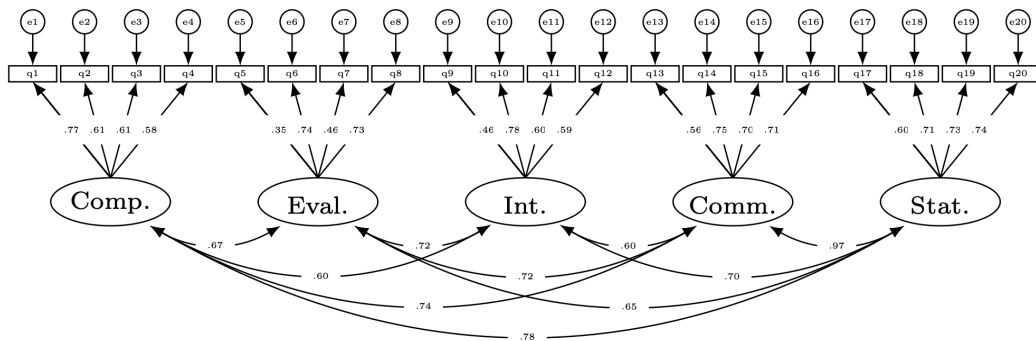 e1 e2 e3 e4 e5 e6 e7 e8 e9 e10 e11 e12 e13 e14 e15 e16 e17 e18 e19 e20
q1 q2 q3 q4 q5 q6 q7 q8 q9 q10 q11 q12 q13 q14 q15 q16 q17 q18 q19 q20
.77 .61 .61 .58 .35 .74 .46 .73 .46 .78 .60 .59 .56 .75 .70 .71 .60 .71 .73 .74
Comp. Eval. Int. Comm. Stat.
.67 .72 .60 .97
.60 .72 .70
.74 .65
.78